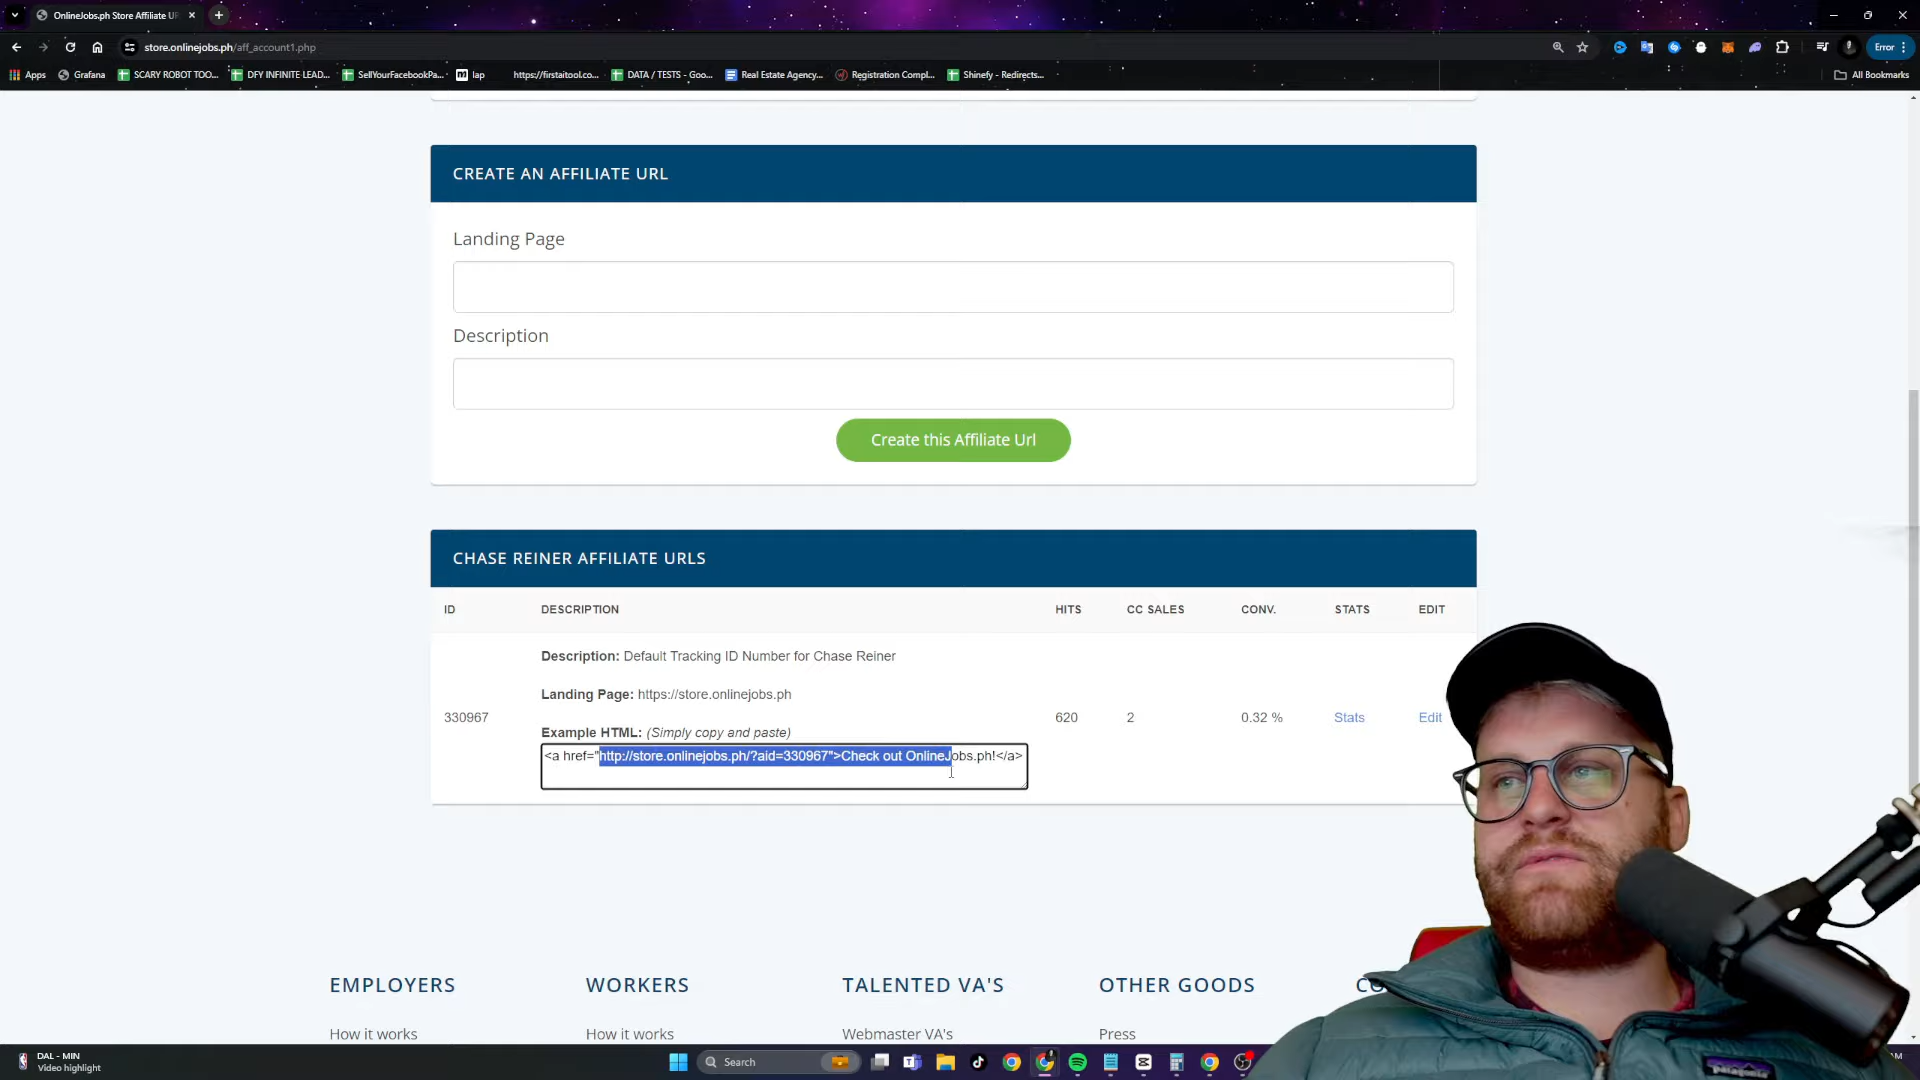 OnlineJobs.ph Store Affiliate UR
store.onlinejobs.ph/aff_account1.php
Error
Apps
Grafana
SCARY ROBOT TOO...
DFY INFINITE LEAD...
SellYourFacebookPa...
lap
https://firstaitool.co...
DATA / TESTS - Goo...
Real Estate Agency...
Registration Compl...
Shinefy - Redirects...
All Bookmarks
CREATE AN AFFILIATE URL
Landing Page
Description
Create this Affiliate Url
CHASE REINER AFFILIATE URLS
ID DESCRIPTION HITS CC SALES CONV. STATS EDIT
Description: Default Tracking ID Number for Chase Reiner
Landing Page: https://store.onlinejobs.ph
330967 620 2 0.32 % Stats Edit
Example HTML: (Simply copy and paste)
<a href="http://store.onlinejobs.ph/?aid=330967">Check out OnlineJobs.ph!</a>
EMPLOYERS WORKERS TALENTED VA'S OTHER GOODS
How it works How it works Webmaster VA's Press
DAL - MIN
Video highlight
Search
patagonia